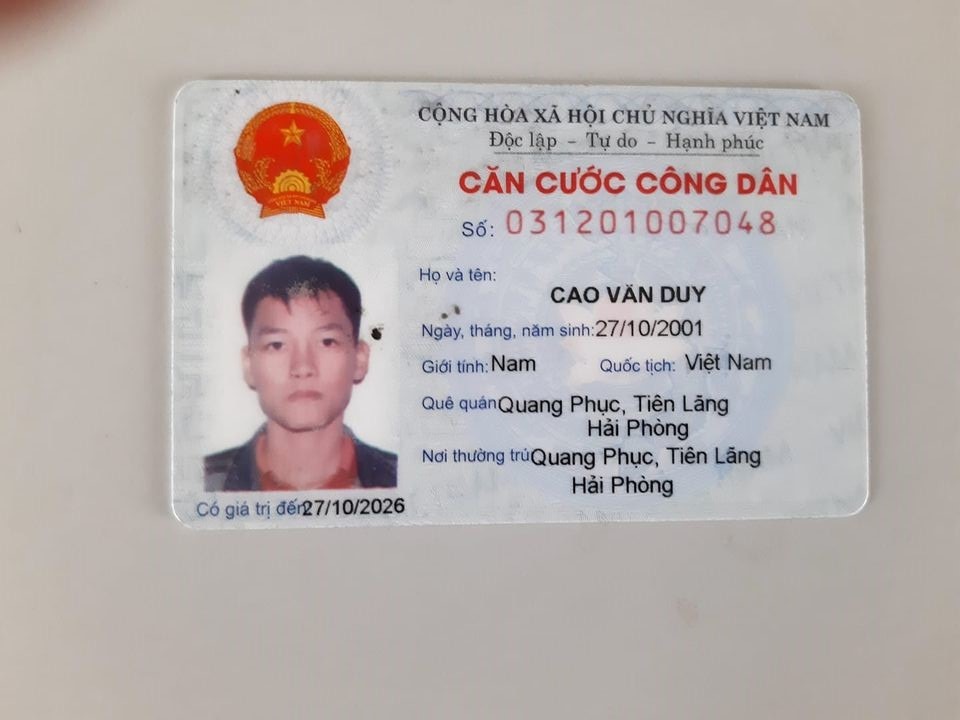 CỘNG HÒA XÃ HỘI CHỦ NGHĨA VIỆT NAM
Độc lập – Tự do – Hạnh phúc
CĂN CƯỚC CÔNG DÂN
Số: 031201007048
Họ và tên:
CAO VĂN DUY
Ngày, tháng, năm sinh: 27/10/2001
Giới tính: Nam Quốc tịch: Việt Nam
Quê quán Quang Phục, Tiên Lãng
Hải Phòng
Nơi thường trú Quang Phục, Tiên Lãng
Hải Phòng
Có giá trị đến 27/10/2026
VIỆT NAM